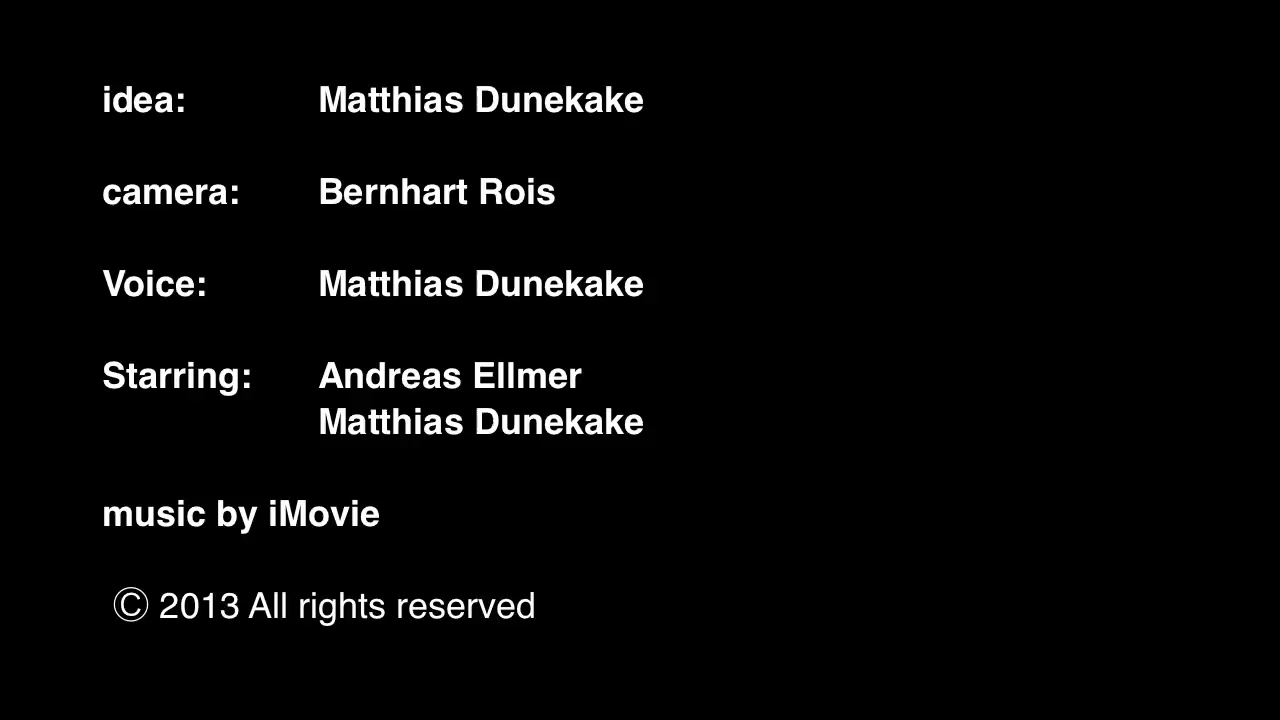 idea: Matthias Dunekake
camera: Bernhart Rois
Voice: Matthias Dunekake
Starring: Andreas Ellmer
Matthias Dunekake
music by iMovie
Ⓒ 2013 All rights reserved